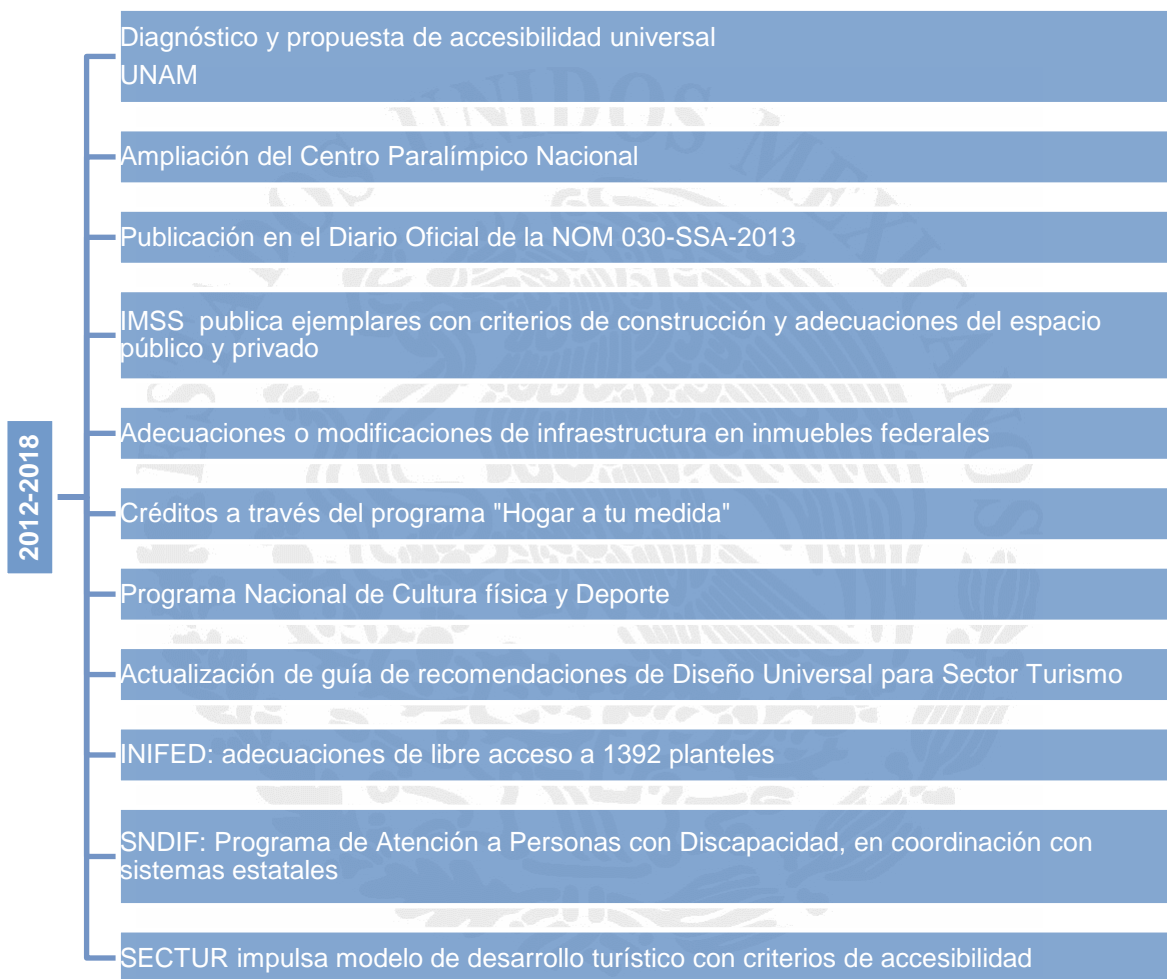 2012-2018
Diagnóstico y propuesta de accesibilidad universal
UNAM
Ampliación del Centro Paralímpico Nacional
Publicación en el Diario Oficial de la NOM 030-SSA-2013
IMSS publica ejemplares con criterios de construcción y adecuaciones del espacio
público y privado
Adecuaciones o modificaciones de infraestructura en inmuebles federales
Créditos a través del programa "Hogar a tu medida"
Programa Nacional de Cultura física y Deporte
Actualización de guía de recomendaciones de Diseño Universal para Sector Turismo
INIFED: adecuaciones de libre acceso a 1392 planteles
SNDIF: Programa de Atención a Personas con Discapacidad, en coordinación con
sistemas estatales
SECTUR impulsa modelo de desarrollo turístico con criterios de accesibilidad
UNIDOS MEXICANOS